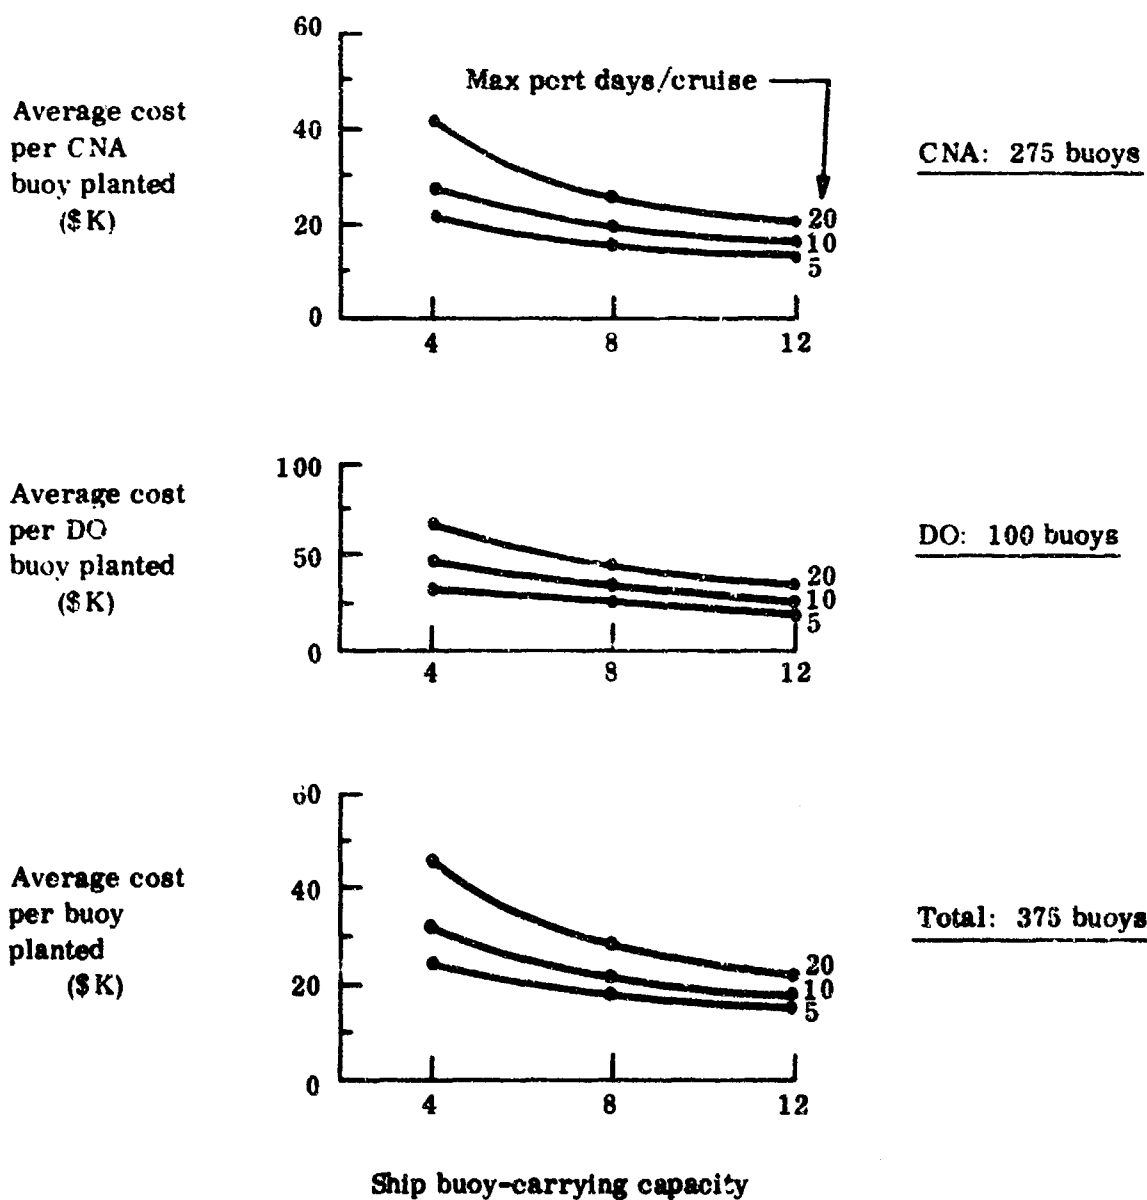 60
Max port days/cruise
Average cost
per CNA
buoy planted
($K)
40
20
0
20
10
5
4
8
12
CNA: 275 buoys
100
Average cost
per DO
buoy planted
($K)
50
0
20
10
5
4
8
12
DO: 100 buoys
60
Average cost
per buoy
planted
($K)
40
20
0
20
10
5
4
8
12
Total: 375 buoys
Ship buoy-carrying capacity